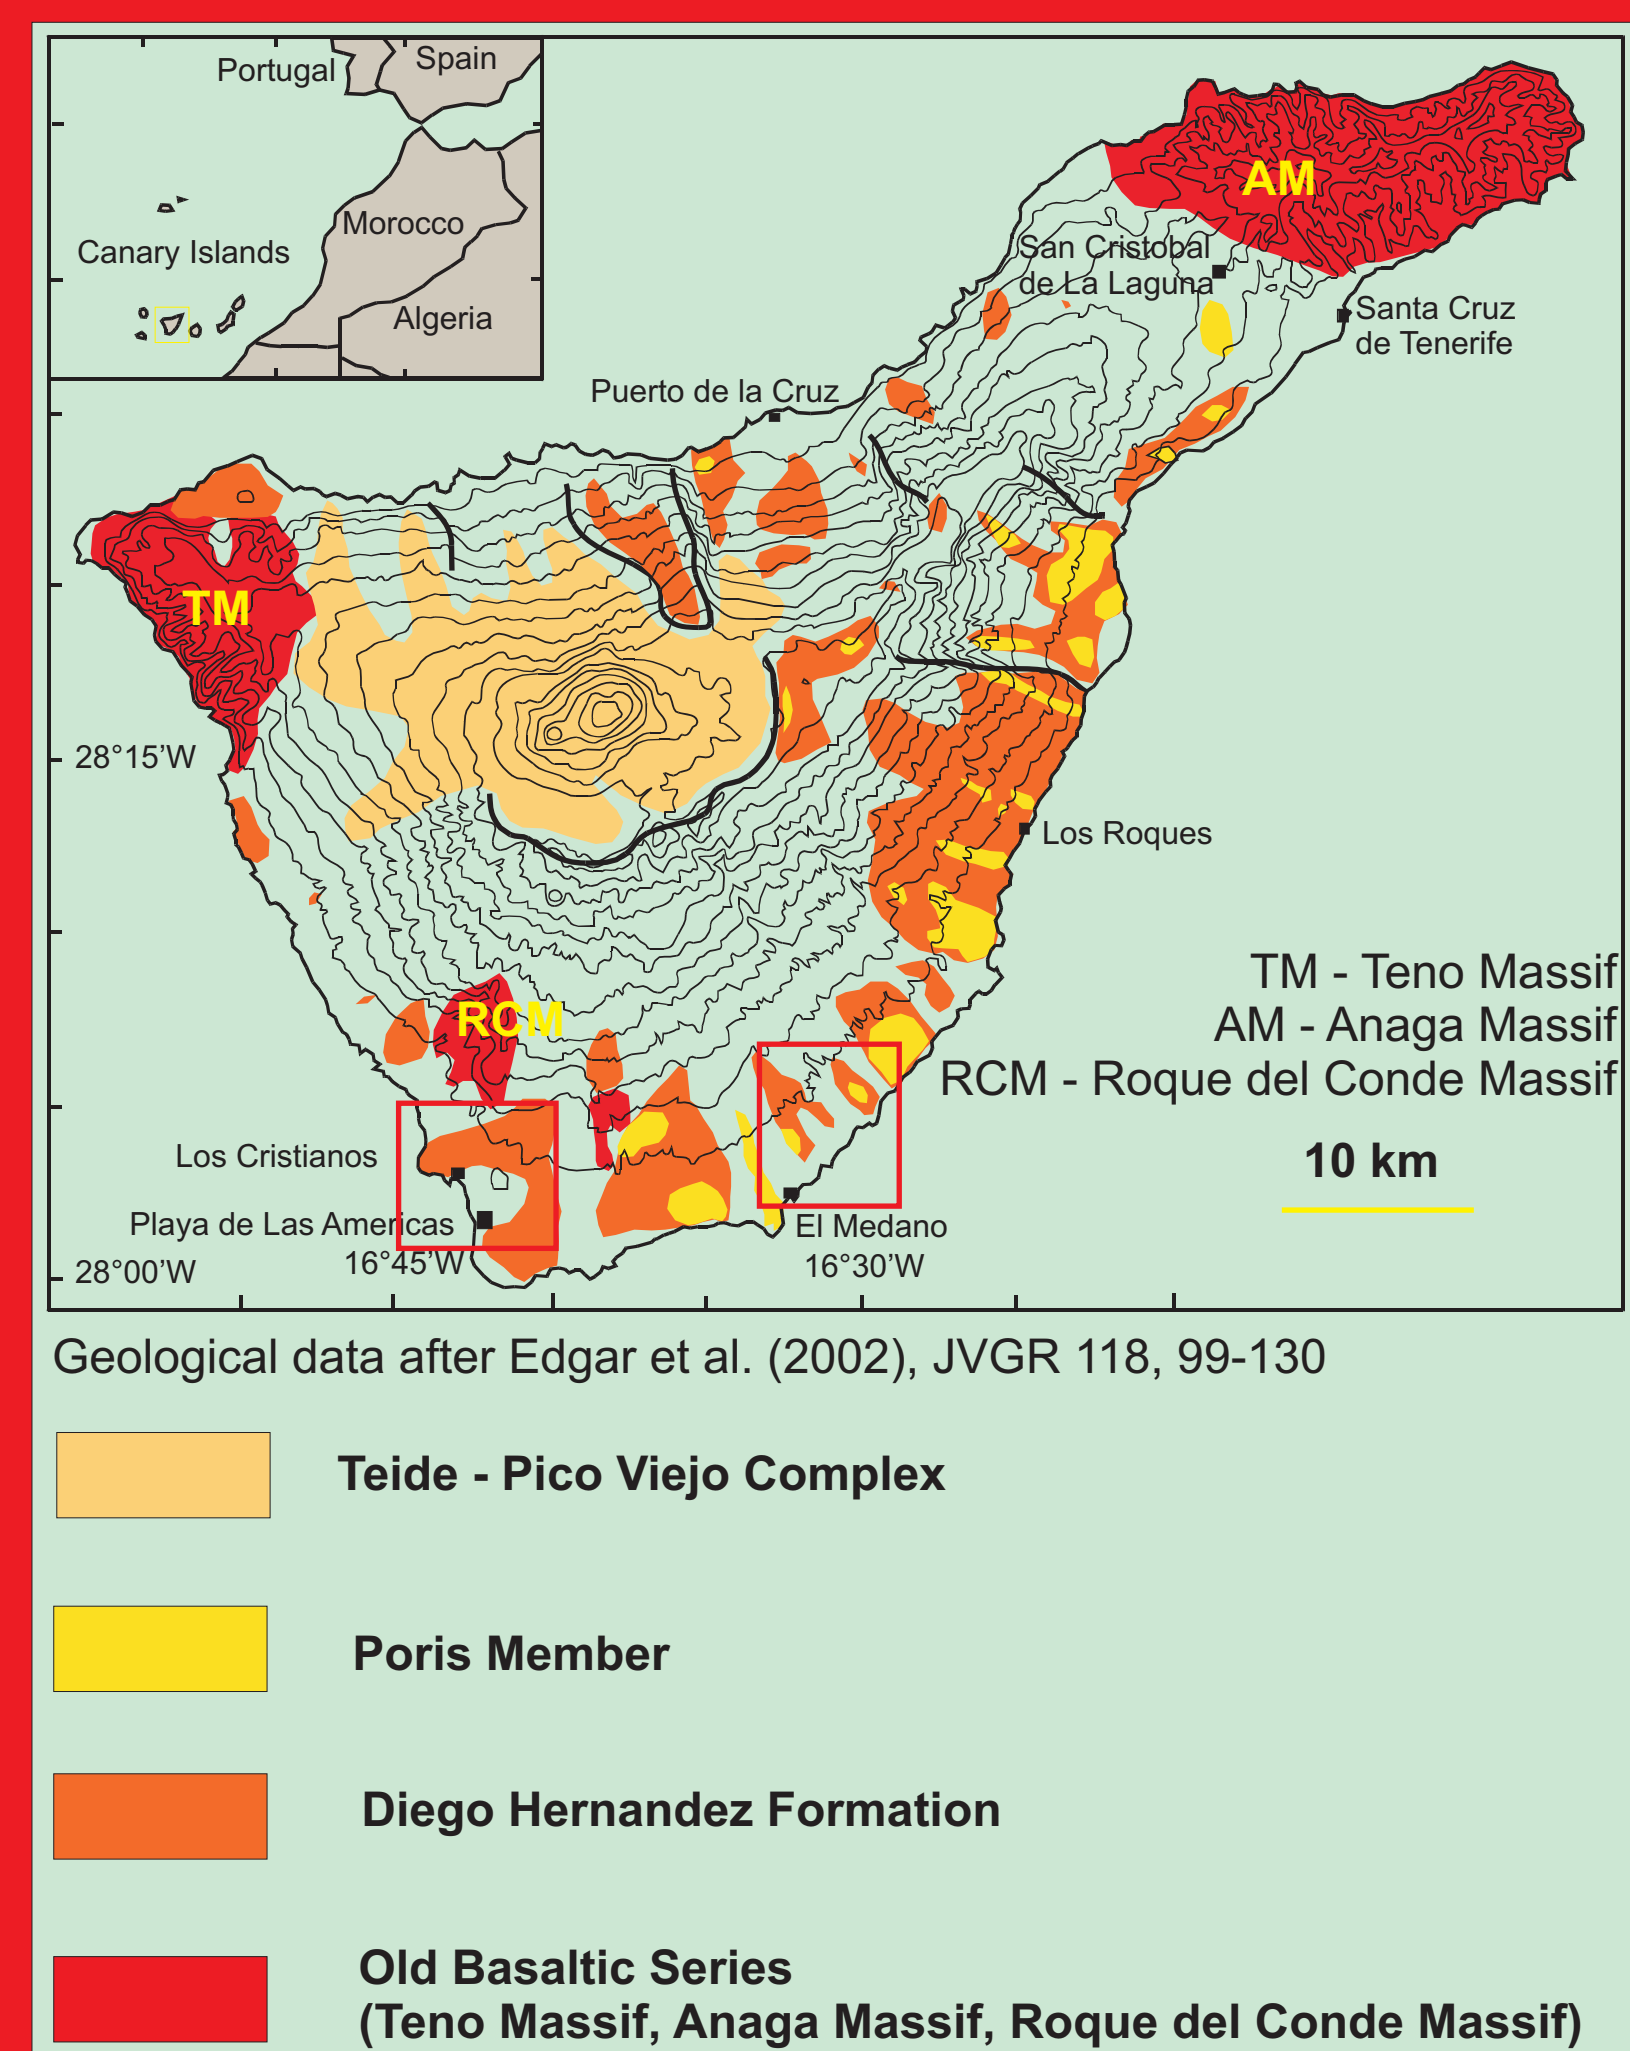 Portugal
Spain
Morocco
Canary Islands
Algeria
AM
San Cristobal
de La Laguna
Santa Cruz
de Tenerife
Puerto de la Cruz
TM
28°15'W
Los Roques
TM - Teno Massif
AM - Anaga Massif
RCM - Roque del Conde Massif
RCM
10 km
Los Cristianos
Playa de Las Americas
El Medano
16°45'W
16°30'W
28°00'W
Geological data after Edgar et al. (2002), JVGR 118, 99-130
Teide - Pico Viejo Complex
Poris Member
Diego Hernandez Formation
Old Basaltic Series
(Teno Massif, Anaga Massif, Roque del Conde Massif)